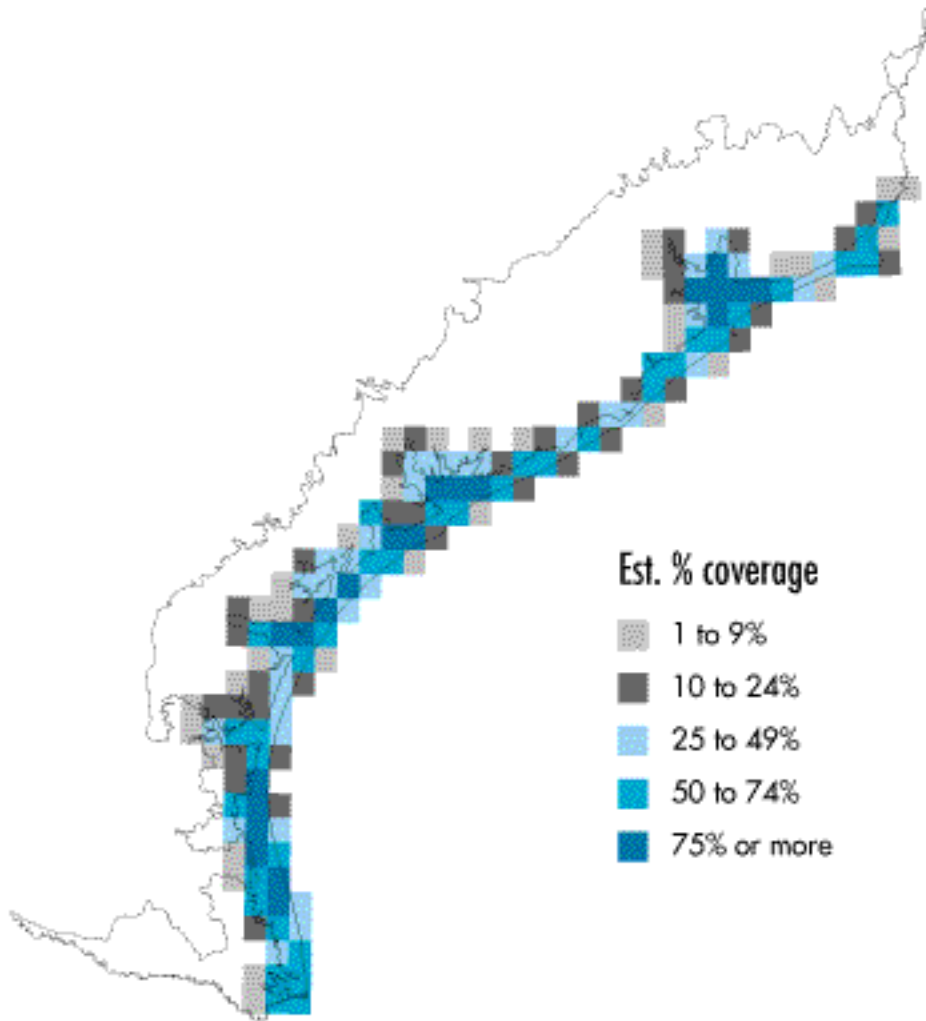 Est. % coverage
1 to 9%
10 to 24%
25 to 49%
50 to 74%
75% or more